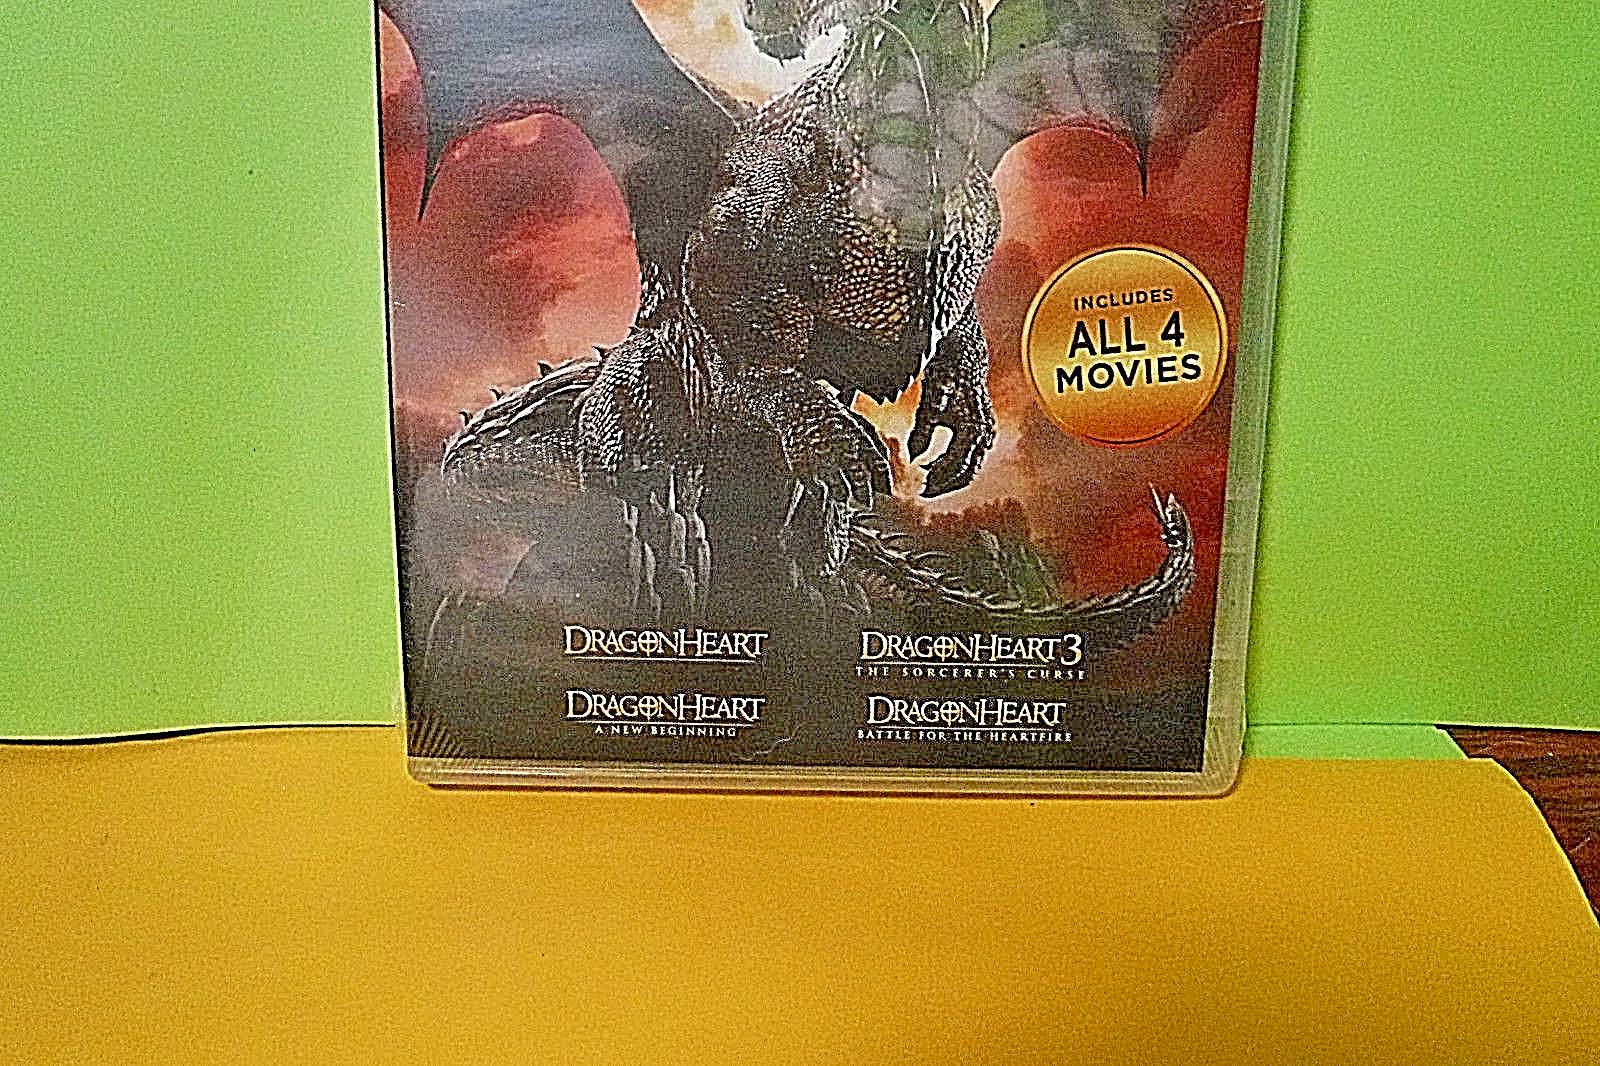 INCLUDES
ALL 4
MOVIES
DRAGONHEART
DRAGONHEART
A NEW BEGINNING
DRAGONHEART 3
THE SORCERER'S CURSE
DRAGONHEART
BATTLE FOR THE HEARTFIRE